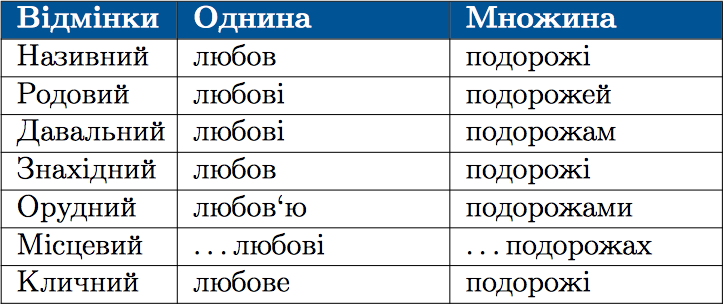 Відмінки Однина Множина
Називний любов подорожі
Родовий любові подорожей
Давальний любові подорожам
Знахідний любов подорожі
Орудний любов‘ю подорожами
Місцевий ...любові ...подорожах
Кличний любове подорожі